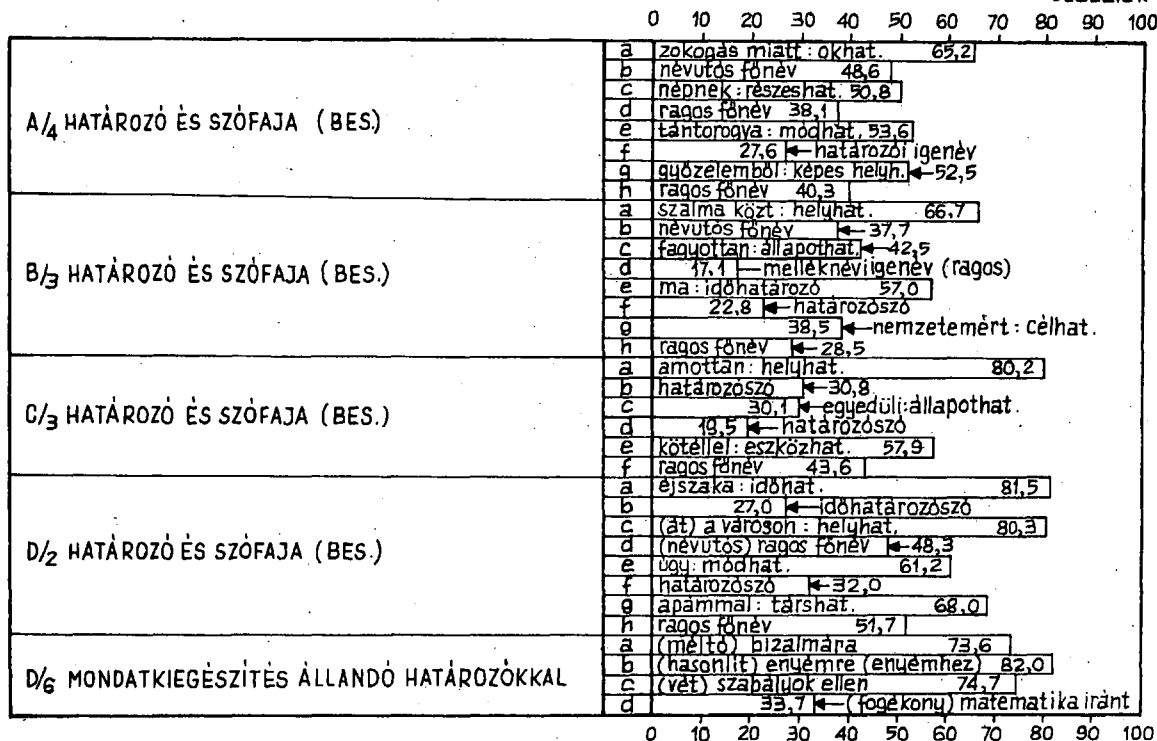 0 10 20 30 40 50 60 70 80 90 100
A/4 HATÁROZÓ ÉS SZÓFAJA (BES.)
a zokogás miatt : okhat. 65,2
b névutós főnév 48,6
c népnek : részeshat. 50,8
d ragos főnév 38,1
e tántorogva : módhat. 53,6
f 27,6 határozói igenév
g győzelemből : képes helyh. 52,5
h ragos főnév 40,3
B/3 HATÁROZÓ ÉS SZÓFAJA (BES.)
a szalma közt : helyhat. 66,7
b névutós főnév 37,7
c fagyottan : állapothat. 42,5
d 17,1 melléknévi igenév (ragos)
e ma : időhatározó 57,0
f 22,8 határozószó
g 38,5 nemzetemért : célhat.
h ragos főnév 28,5
C/3 HATÁROZÓ ÉS SZÓFAJA (BES.)
a amottan : helyhat. 80,2
b határozószó 30,8
c 30,1 egyedül : állapothat.
d 19,5 határozószó
e kötéllel : eszközhat. 57,9
f ragos főnév 43,6
D/2 HATÁROZÓ ÉS SZÓFAJA (BES.)
a éjszaka : időhat. 81,5
b 27,0 időhatározószó
c (át) a városon : helyhat. 80,3
d (névutós) ragos főnév 48,3
e úgy : módhat. 61,2
f határozószó 32,0
g apámmal : társhat. 68,0
h ragos főnév 51,7
D/6 MONDATKIEGÉSZÍTÉS ÁLLANDÓ HATÁROZÓKKAL
a (méltó) bizalmára 73,6
b (hasonlít) enyémre (enyémhez) 82,0
c (vét) szabályok ellen 74,7
d 33,7 (fogékony) matematika iránt
0 10 20 30 40 50 60 70 80 90 100